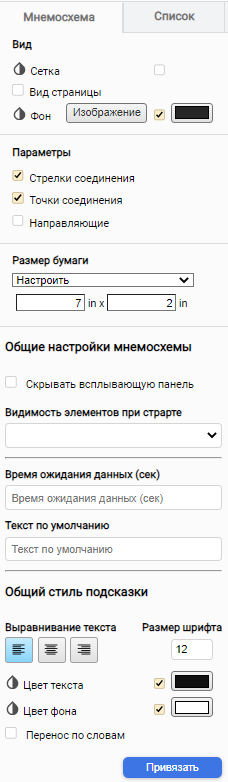 Мнемосхема Список
Вид
Сетка
Вид страницы
Фон Изображение
Параметры
Стрелки соединения
Точки соединения
Направляющие
Размер бумаги
Настроить
7 in x 2 in
Общие настройки мнемосхемы
Скрывать всплывающую панель
Видимость элементов при страрте
Время ожидания данных (сек)
Время ожидания данных (сек)
Текст по умолчанию
Текст по умолчанию
Общий стиль подсказки
Выравнивание текста Размер шрифта
12
Цвет текста
Цвет фона
Перенос по словам
Привязать